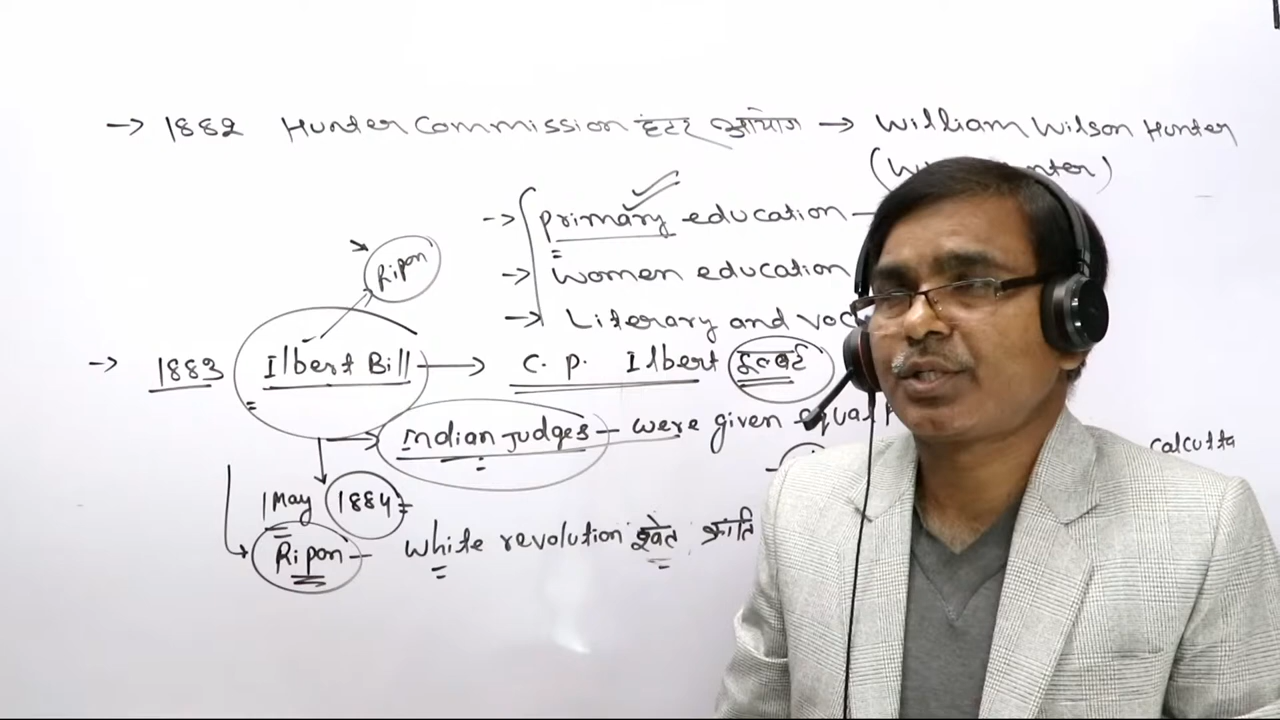 → 1882 Hunter Commission हंटर आयोग → William Wilson Hunter
→ primary education –
Ripon
→ Women education
→ Literary and
→ 1883 Ilbert Bill → C. P. Ilbert इल्बर्ट
Indian Judges – were given equal
calcutta
1 May 1884
Ripon – white revolution श्वेत क्रांति